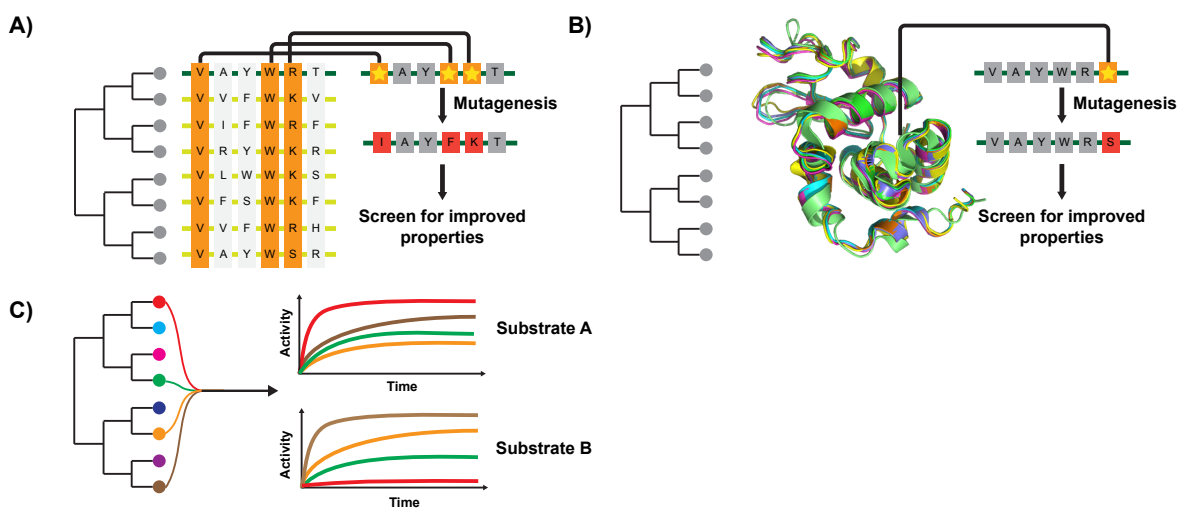 A)
V A Y W R T
V V F W K V
V I F W R F
V R Y W K R
V L W W K S
V F S W K F
V V F W R H
V A Y W S R
A Y T
Mutagenesis
I A Y F K T
Screen for improved
properties
B)
V A Y W R
Mutagenesis
V A Y W R S
Screen for improved
properties
C)
Activity
Time
Substrate A
Activity
Time
Substrate B